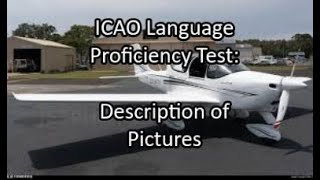 ICAO Language
Proficiency Test:
Description of
Pictures